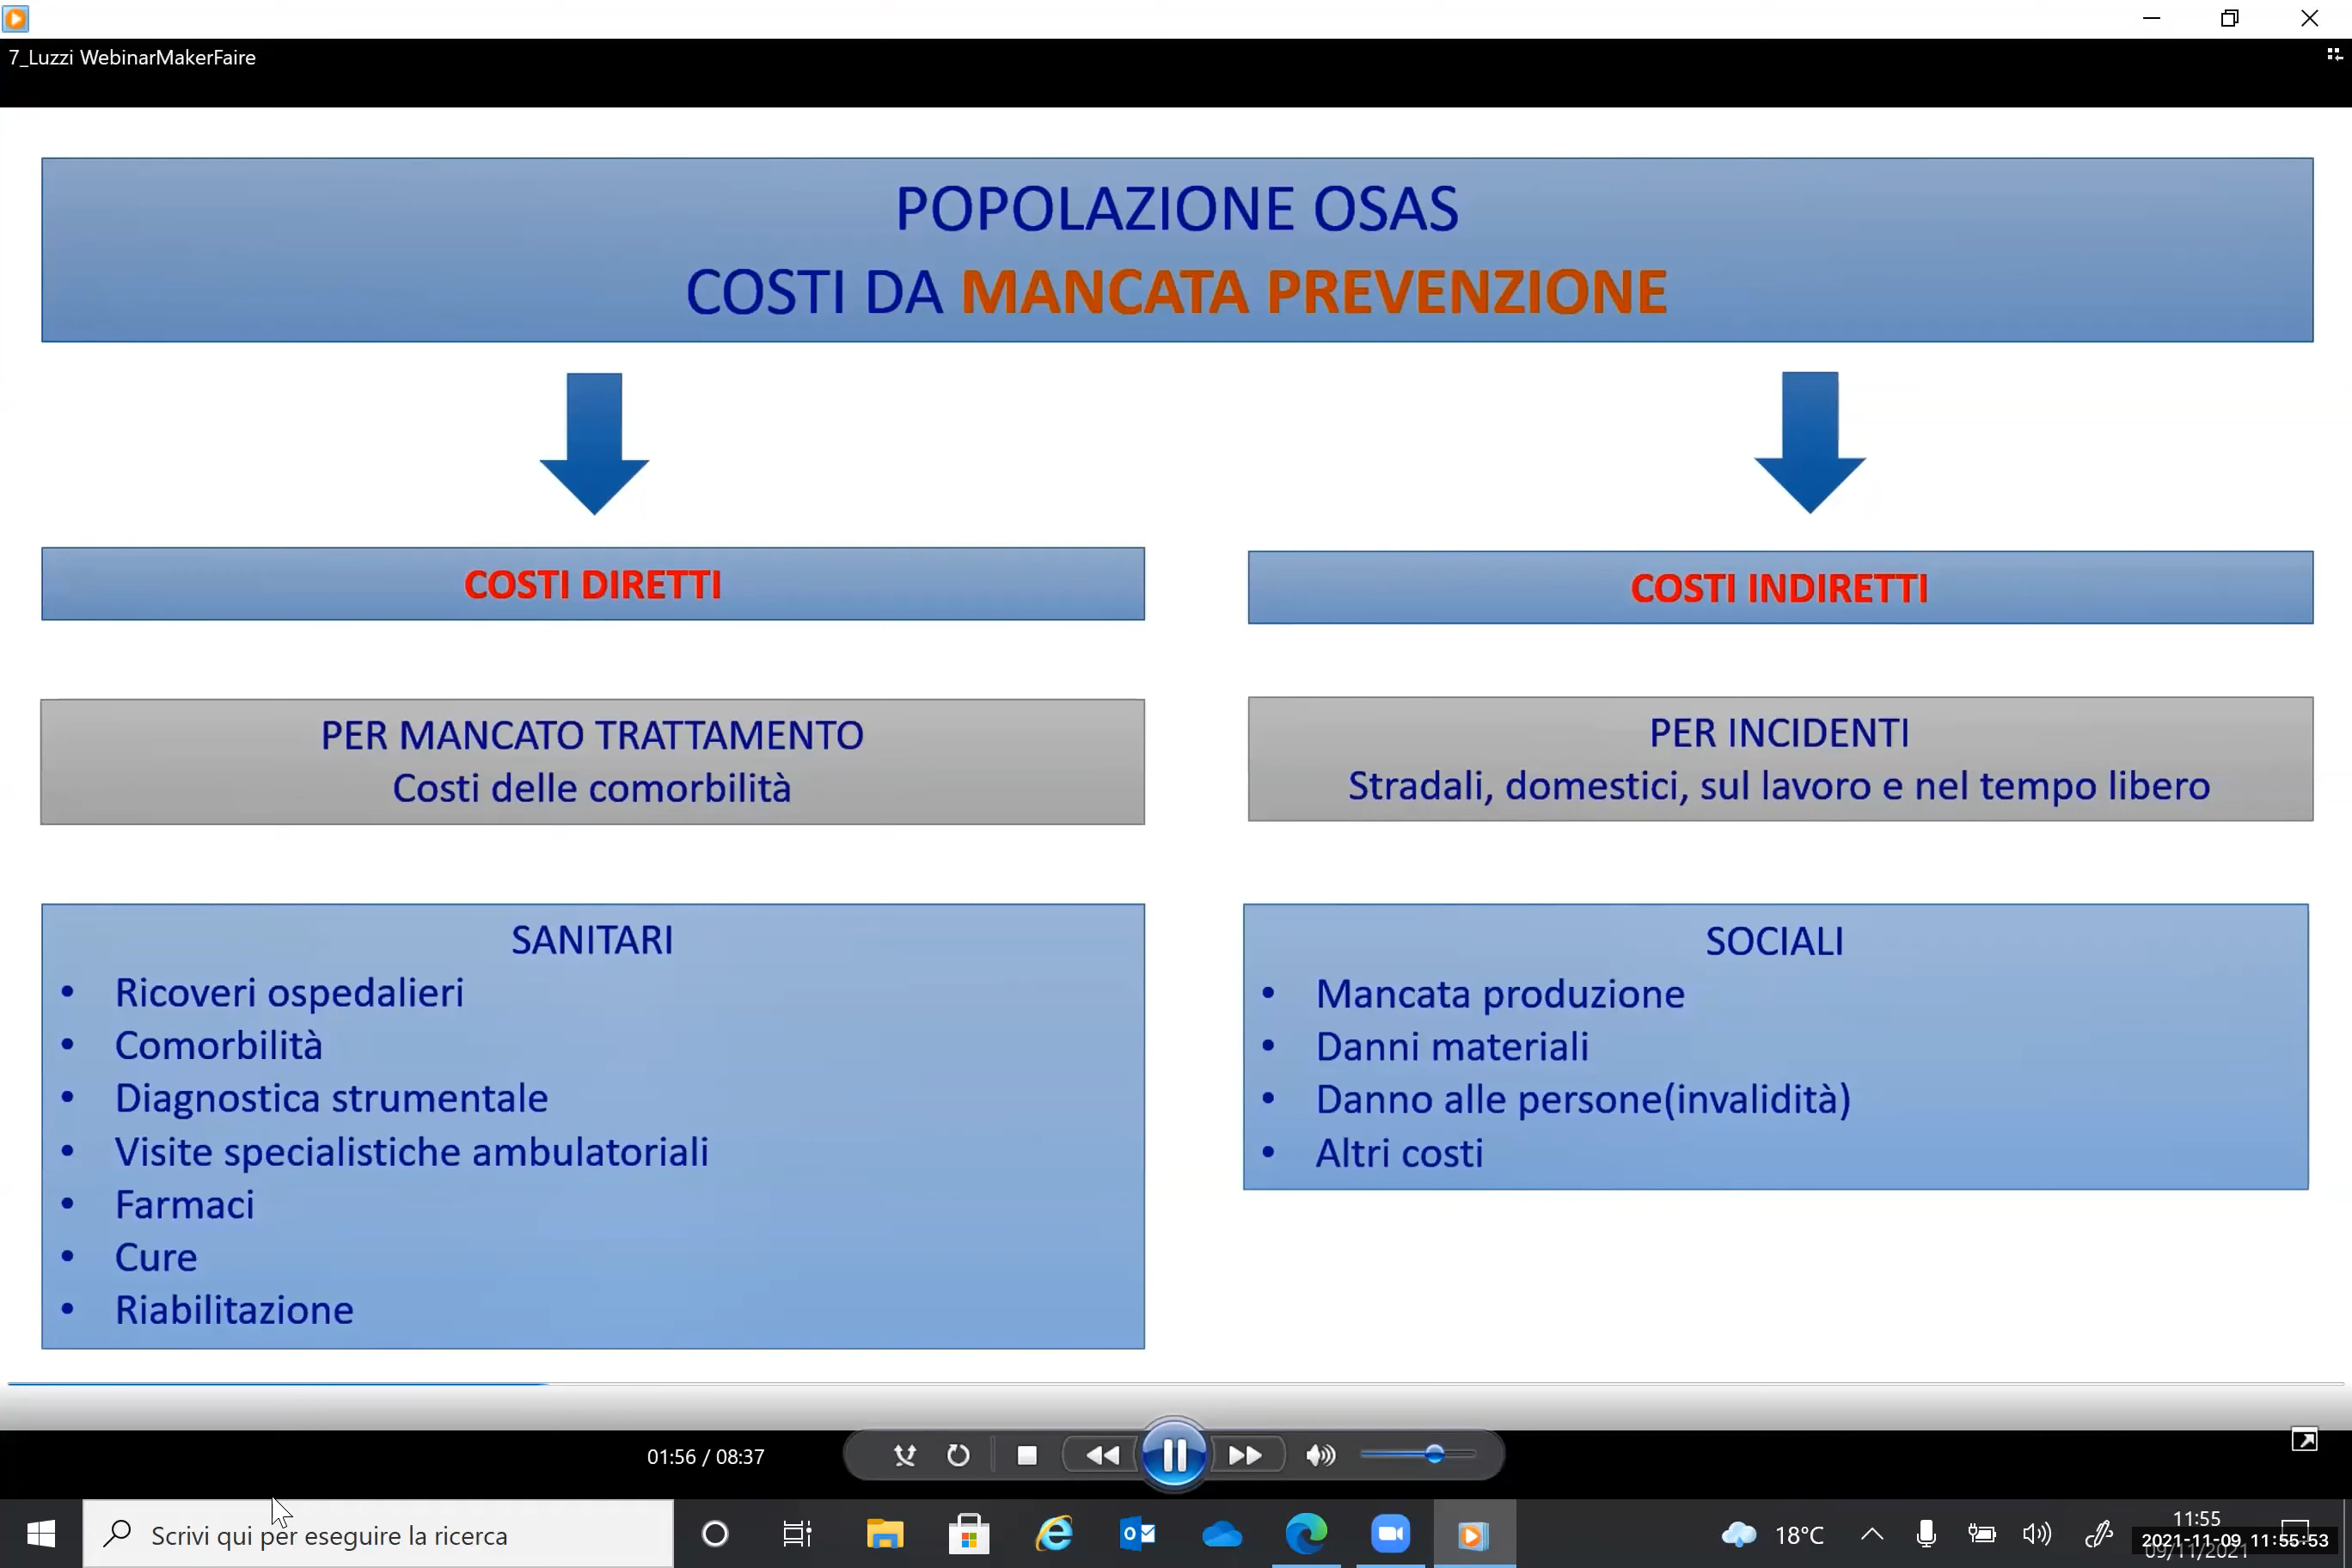 7_Luzzi WebinarMakerFaire
POPOLAZIONE OSAS
COSTI DA MANCATA PREVENZIONE
COSTI DIRETTI
PER MANCATO TRATTAMENTO
Costi delle comorbilità
SANITARI
• Ricoveri ospedalieri
• Comorbilità
• Diagnostica strumentale
• Visite specialistiche ambulatoriali
• Farmaci
• Cure
• Riabilitazione
COSTI INDIRETTI
PER INCIDENTI
Stradali, domestici, sul lavoro e nel tempo libero
SOCIALI
• Mancata produzione
• Danni materiali
• Danno alle persone(invalidità)
• Altri costi
01:56 / 08:37
Scrivi qui per eseguire la ricerca
18°C
11:55
2021-11-09 11:55:53
09/11/2021